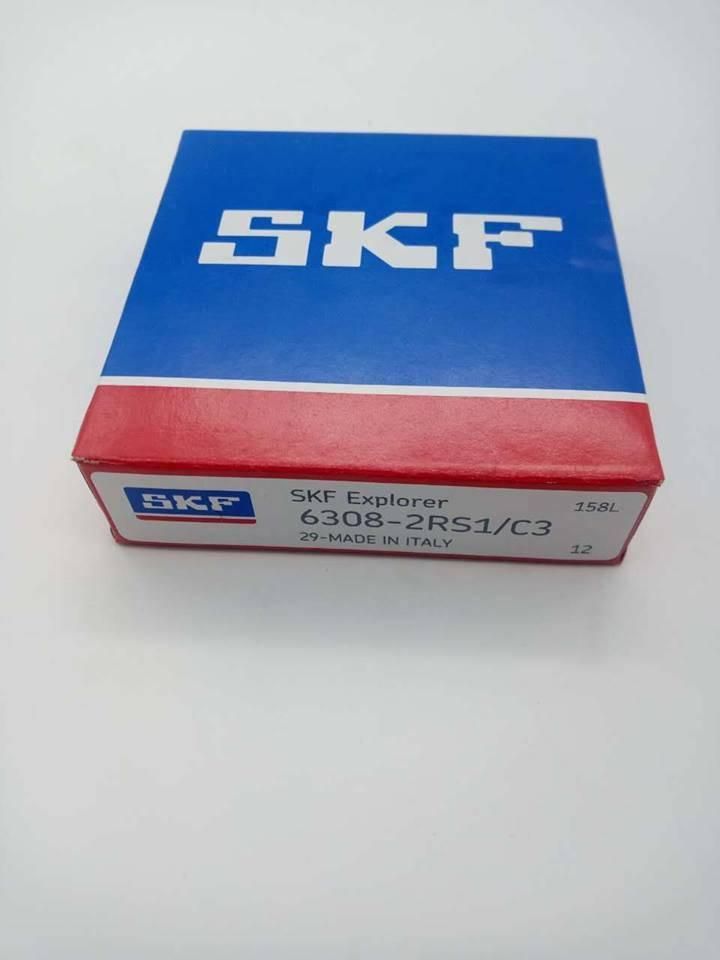 SKF
SKF
SKF Explorer
158L
6308-2RS1/C3
29-MADE IN ITALY
12